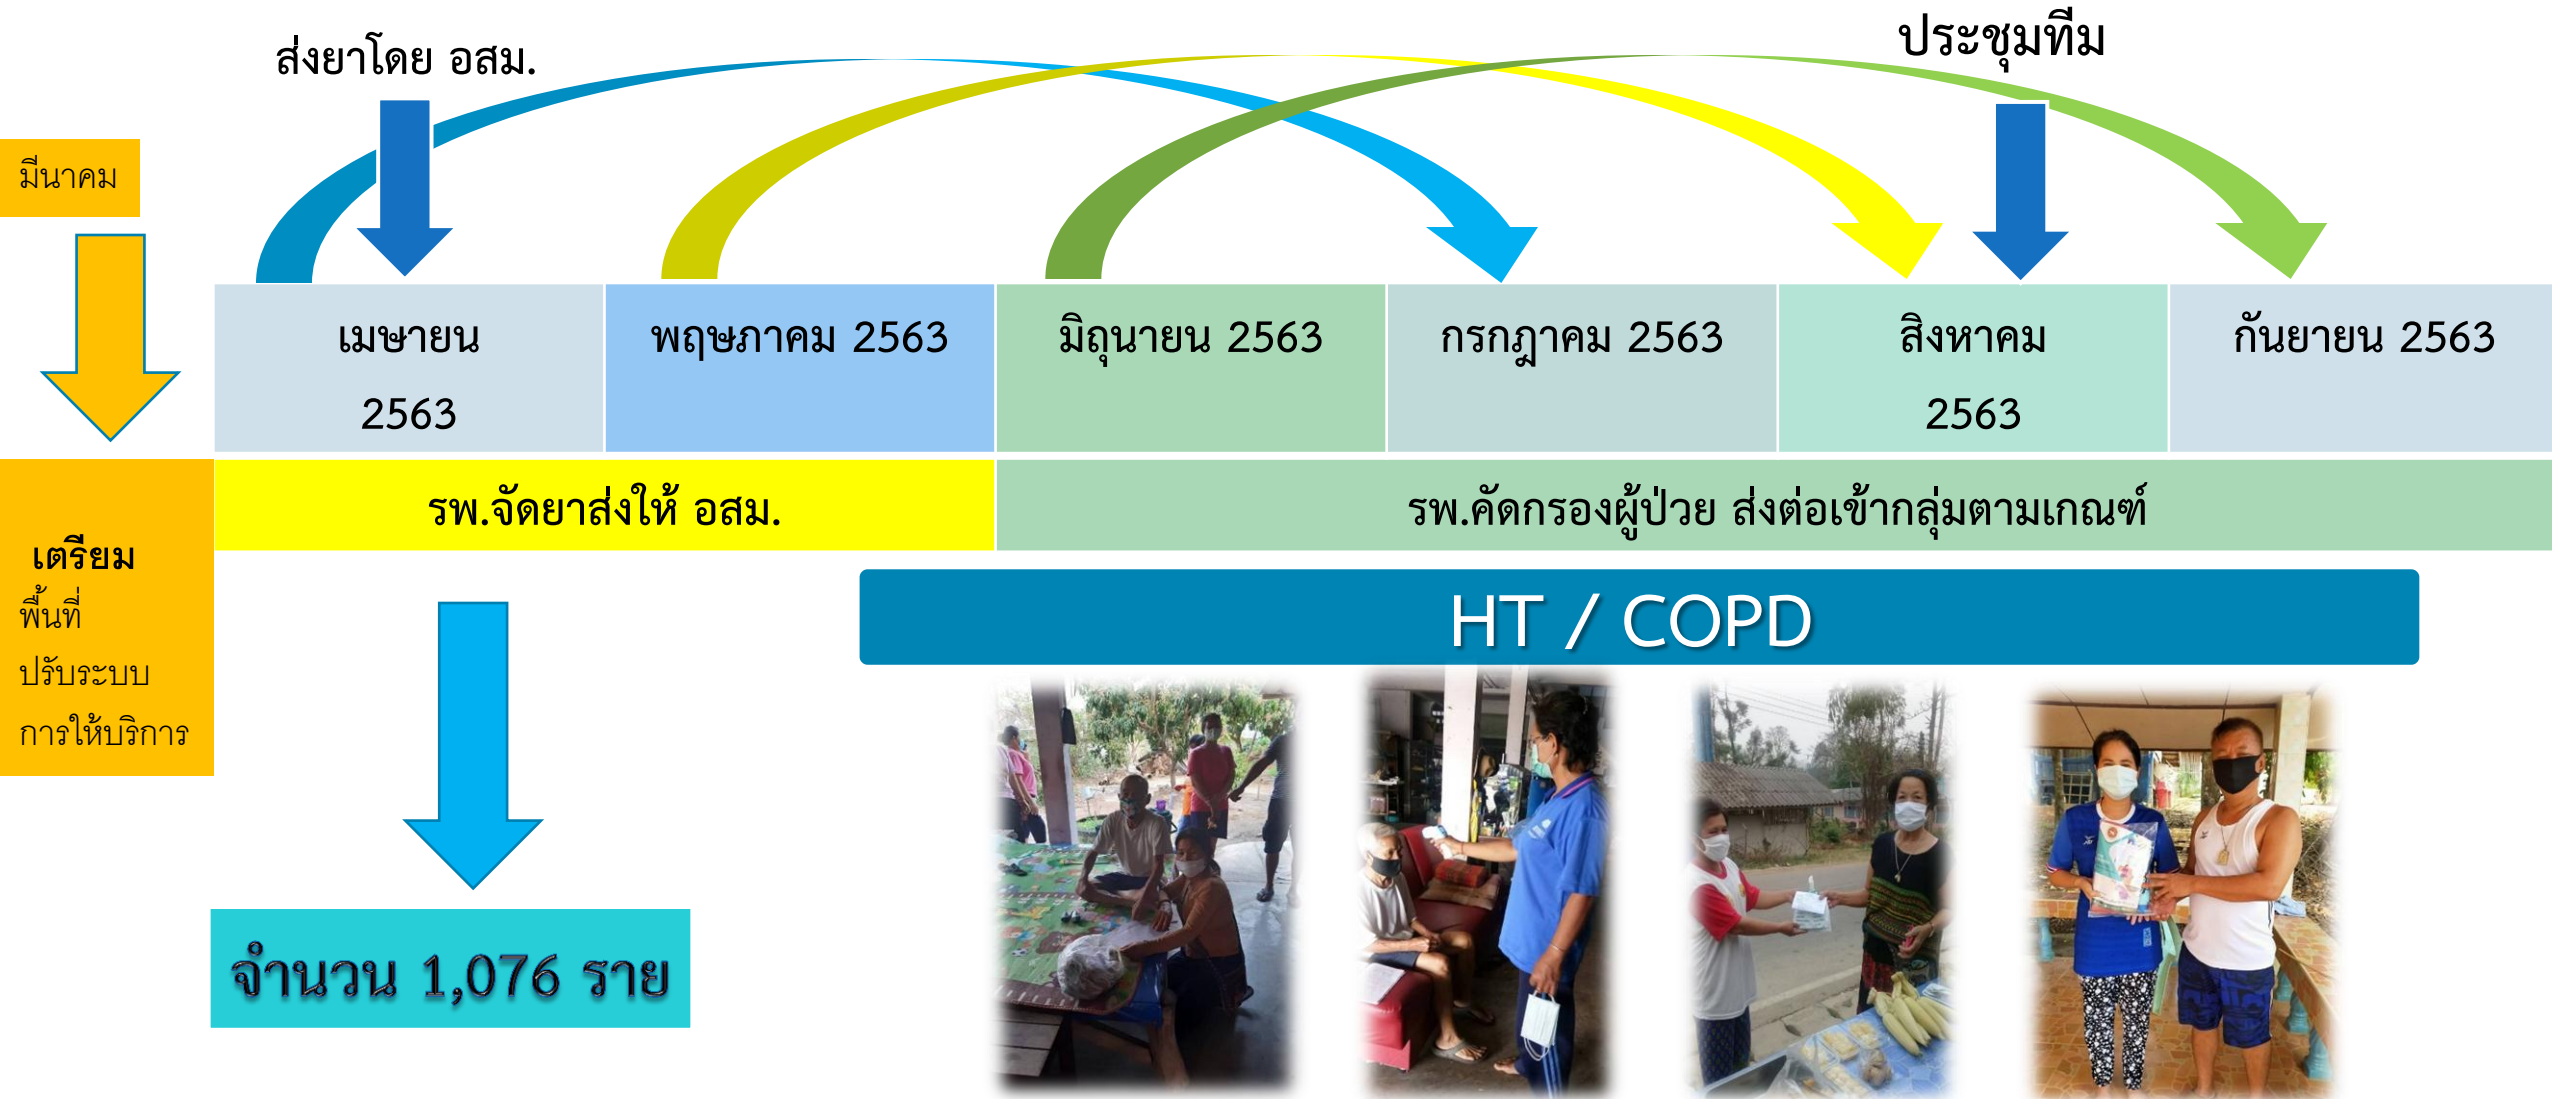 ส่งยาโดย อสม.
ประชุมทีม
มีนาคม
เมษายน
2563
พฤษภาคม 2563
มิถุนายน 2563
กรกฎาคม 2563
สิงหาคม
2563
กันยายน 2563
รพ.จัดยาส่งให้ อสม.
รพ.คัดกรองผู้ป่วย ส่งต่อเข้ากลุ่มตามเกณฑ์
เตรียม
พื้นที่
ปรับระบบ
การให้บริการ
HT / COPD
จำนวน 1,076 ราย